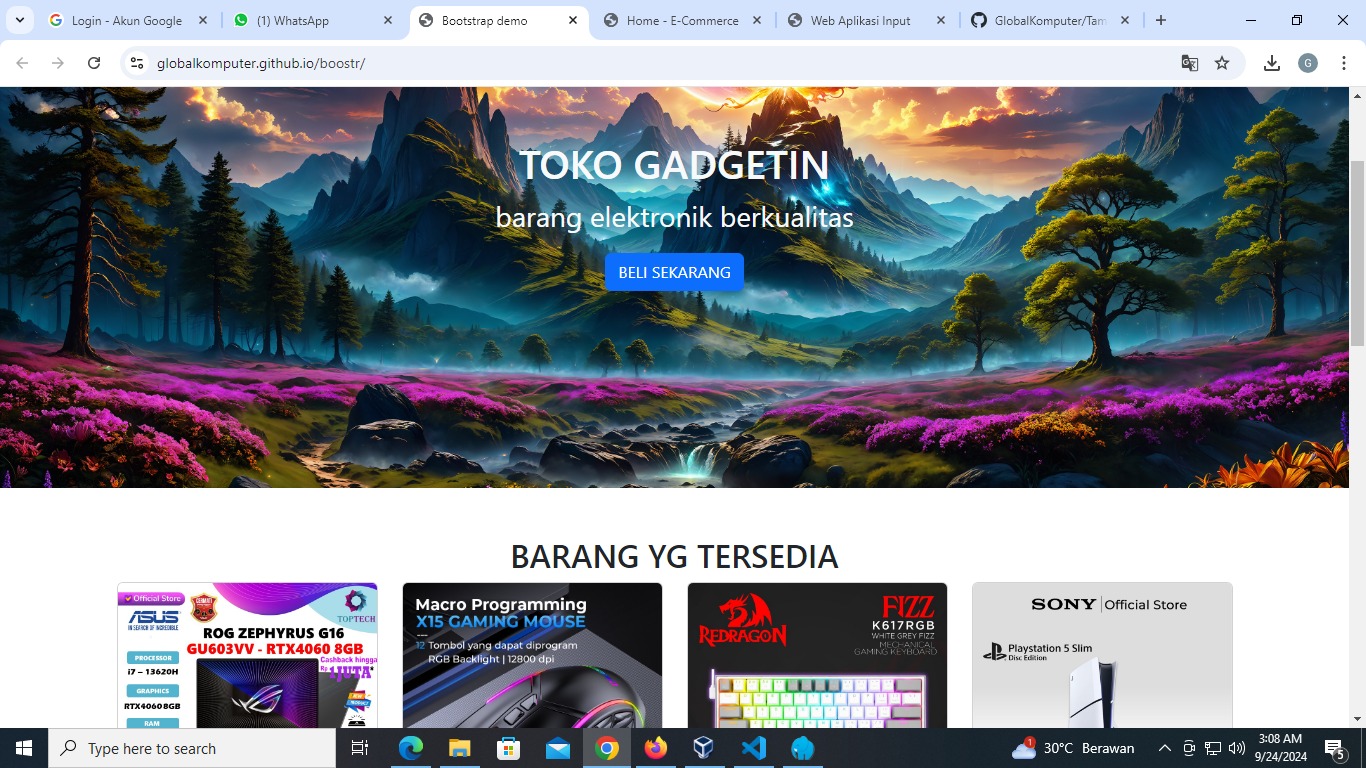 Login - Akun Google
(1) WhatsApp
Bootstrap demo
Home - E-Commerce
Web Aplikasi Input
GlobalKomputer/Tam
globalkomputer.github.io/boostr/
G
TOKO GADGETIN
barang elektronik berkualitas
BELI SEKARANG
BARANG YG TERSEDIA
Official Store
ASUS
IN SEARCH OF INCREDIBLE
TOPTECH
ROG ZEPHYRUS G16
GU603VV - RTX4060 8GB
Cashback hingga
Rp 1JUTA*
PROCESSOR
i7 – 13620H
GRAPHICS
RTX4060 8GB
RAM
Macro Programming
X15 GAMING MOUSE
12 Tombol yang dapat diprogram
RGB Backlight | 12800 dpi
REDRAGON
FIZZ
K617RGB
WHITE GREY FIZZ
MECHANICAL
GAMING KEYBOARD
SONY | Official Store
Playstation 5 Slim
Disc Edition
Type here to search
1
30°C Berawan
3:08 AM
9/24/2024
5